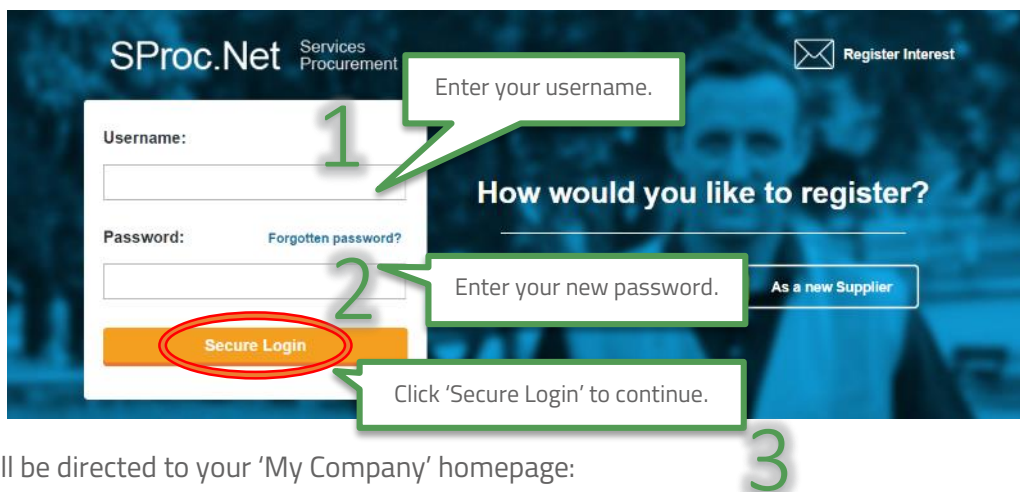 SProc.Net Services Procurement
Register Interest
Enter your username.
1
Username:
How would you like to register?
Password: Forgotten password?
2
Enter your new password.
As a new Supplier
Secure Login
Click ‘Secure Login’ to continue.
3
ll be directed to your ‘My Company’ homepage: